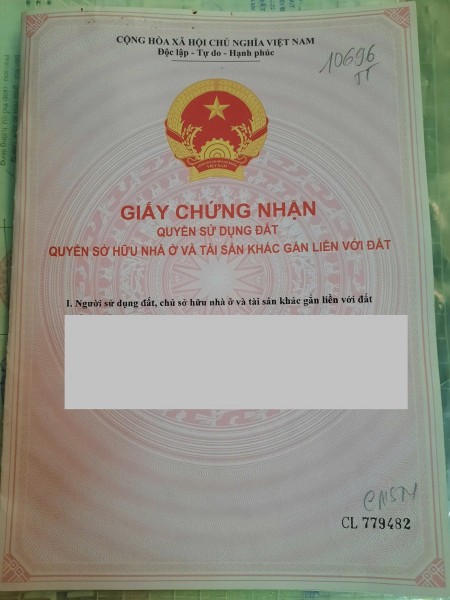 CỘNG HÒA XÃ HỘI CHỦ NGHĨA VIỆT NAM
Độc lập - Tự do - Hạnh phúc
10696
TT
VIỆT NAM
GIẤY CHỨNG NHẬN
QUYỀN SỬ DỤNG ĐẤT
QUYỀN SỞ HỮU NHÀ Ở VÀ TÀI SẢN KHÁC GẮN LIỀN VỚI ĐẤT
I. Người sử dụng đất, chủ sở hữu nhà ở và tài sản khác gắn liền với đất
CL 779482